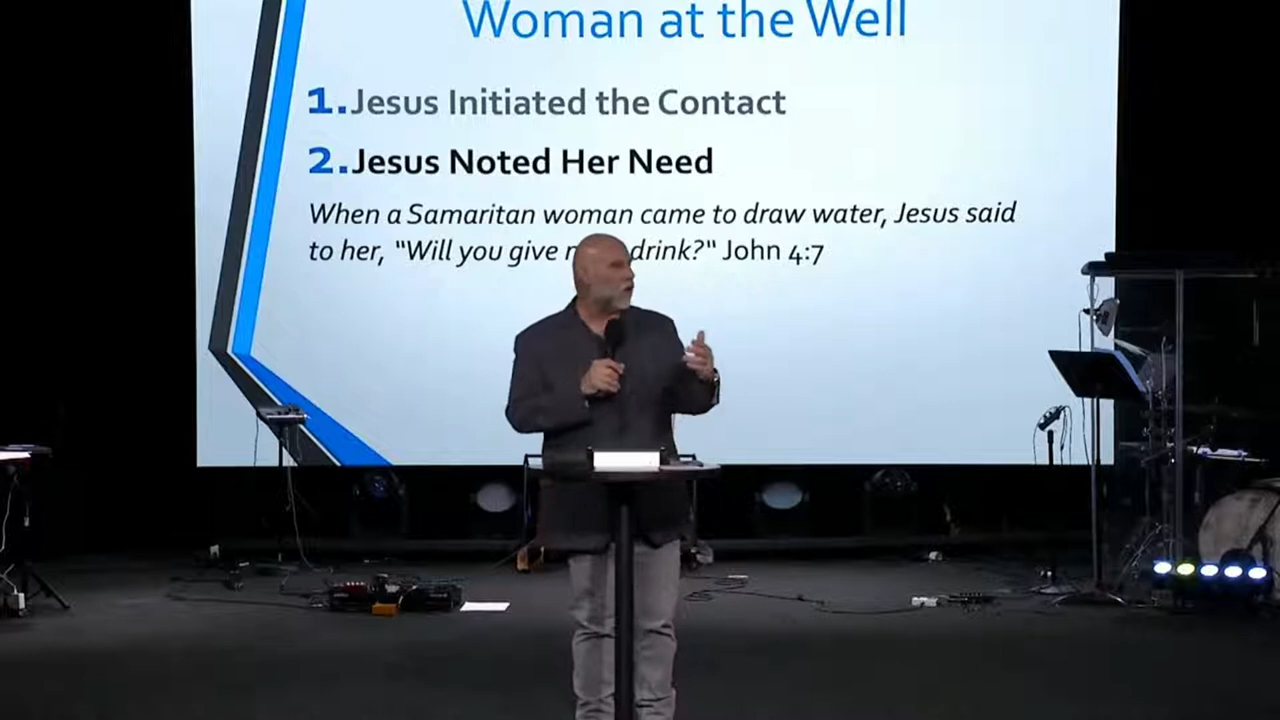 Woman at the Well
1. Jesus Initiated the Contact
2. Jesus Noted Her Need
When a Samaritan woman came to draw water, Jesus said
to her, “Will you give drink?" John 4:7